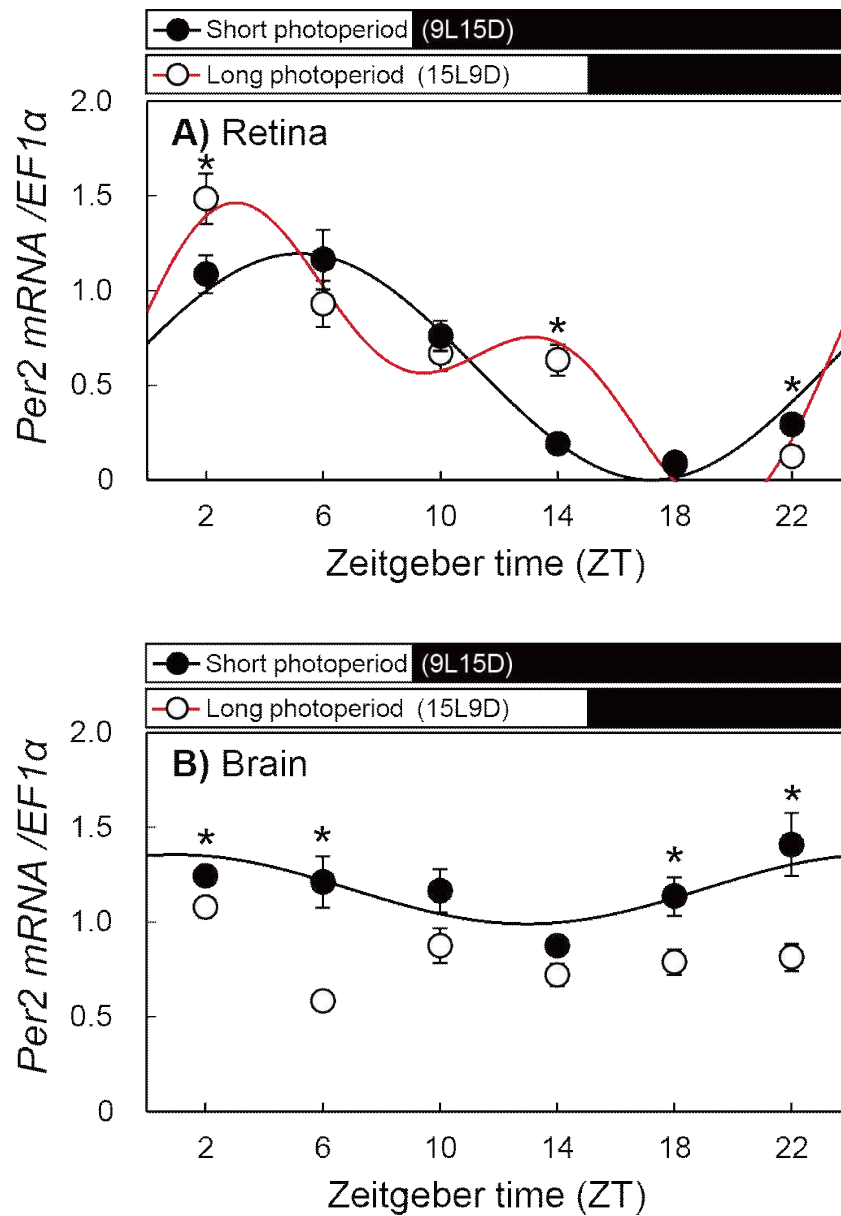 Short photoperiod (9L15D)
Long photoperiod (15L9D)
2.0
A) Retina
*
1.5
1.0
*
0.5
*
0
Per2 mRNA /EF1α
2 6 10 14 18 22
Zeitgeber time (ZT)
Short photoperiod (9L15D)
Long photoperiod (15L9D)
2.0
B) Brain
* * * *
1.5
1.0
0.5
0
Per2 mRNA /EF1α
2 6 10 14 18 22
Zeitgeber time (ZT)